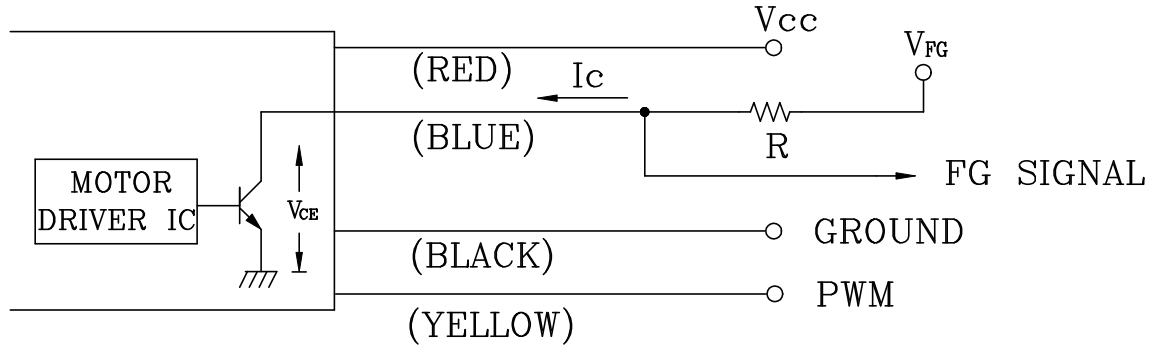 Vcc
(RED)
VFG
Ic
(BLUE)
R
MOTOR
DRIVER IC
VCE
FG SIGNAL
GROUND
(BLACK)
PWM
(YELLOW)